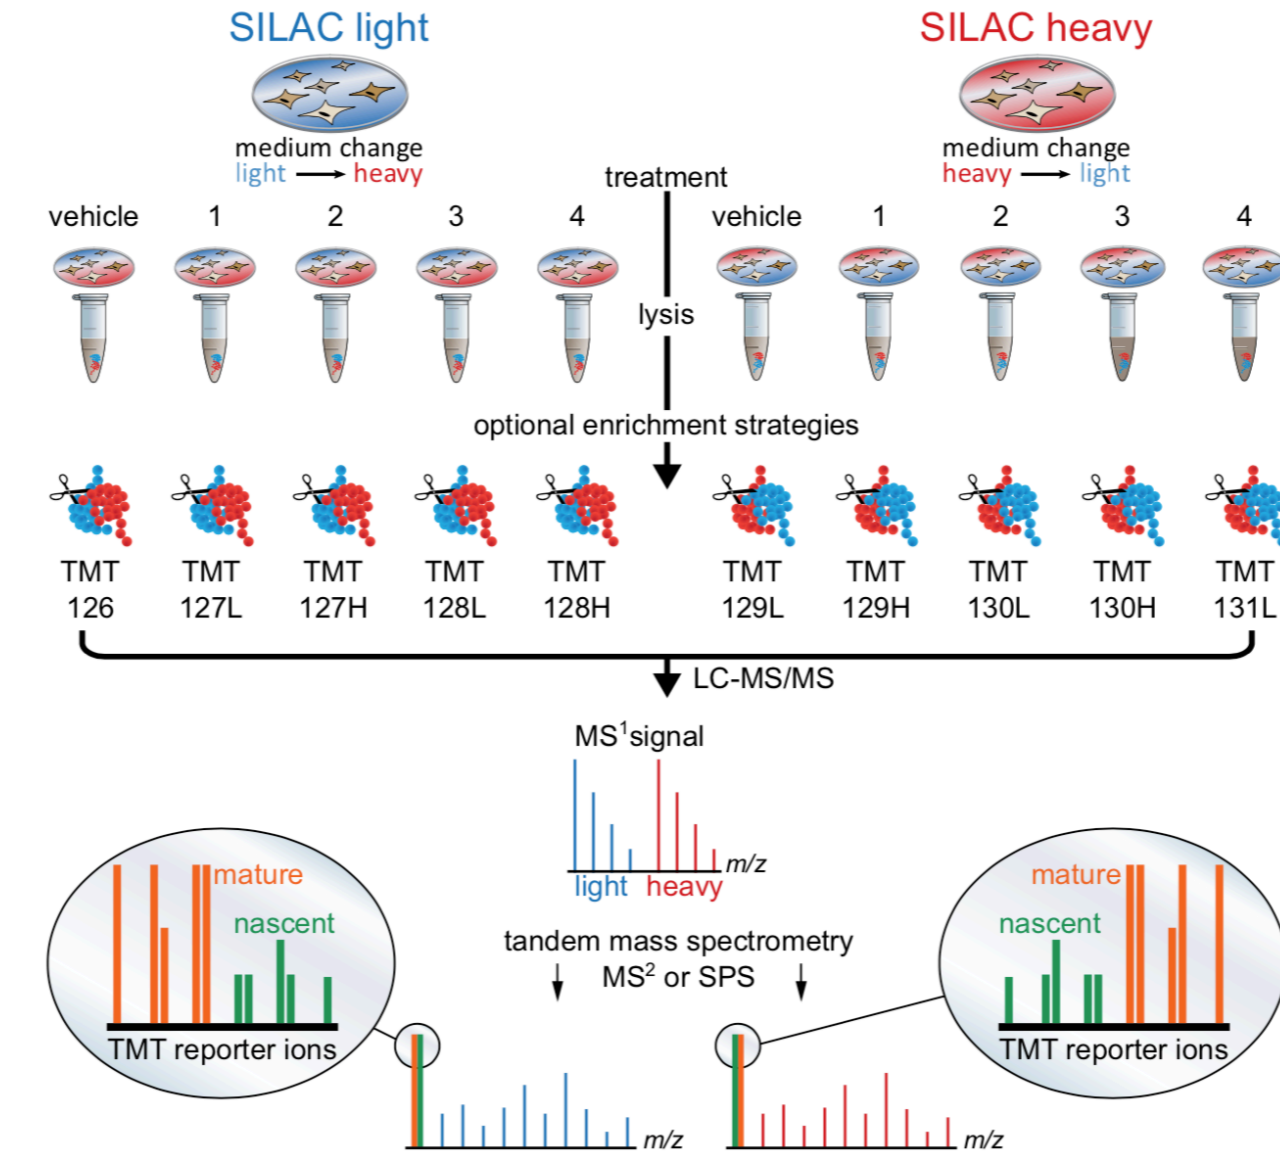 SILAC light
SILAC heavy
medium change
light → heavy
medium change
heavy → light
treatment
vehicle 1 2 3 4
vehicle 1 2 3 4
lysis
optional enrichment strategies
TMT 126
TMT 127L
TMT 127H
TMT 128L
TMT 128H
TMT 129L
TMT 129H
TMT 130L
TMT 130H
TMT 131L
LC-MS/MS
MS¹signal
m/z
light heavy
mature
nascent
TMT reporter ions
mature
nascent
TMT reporter ions
tandem mass spectrometry
MS² or SPS
m/z
m/z